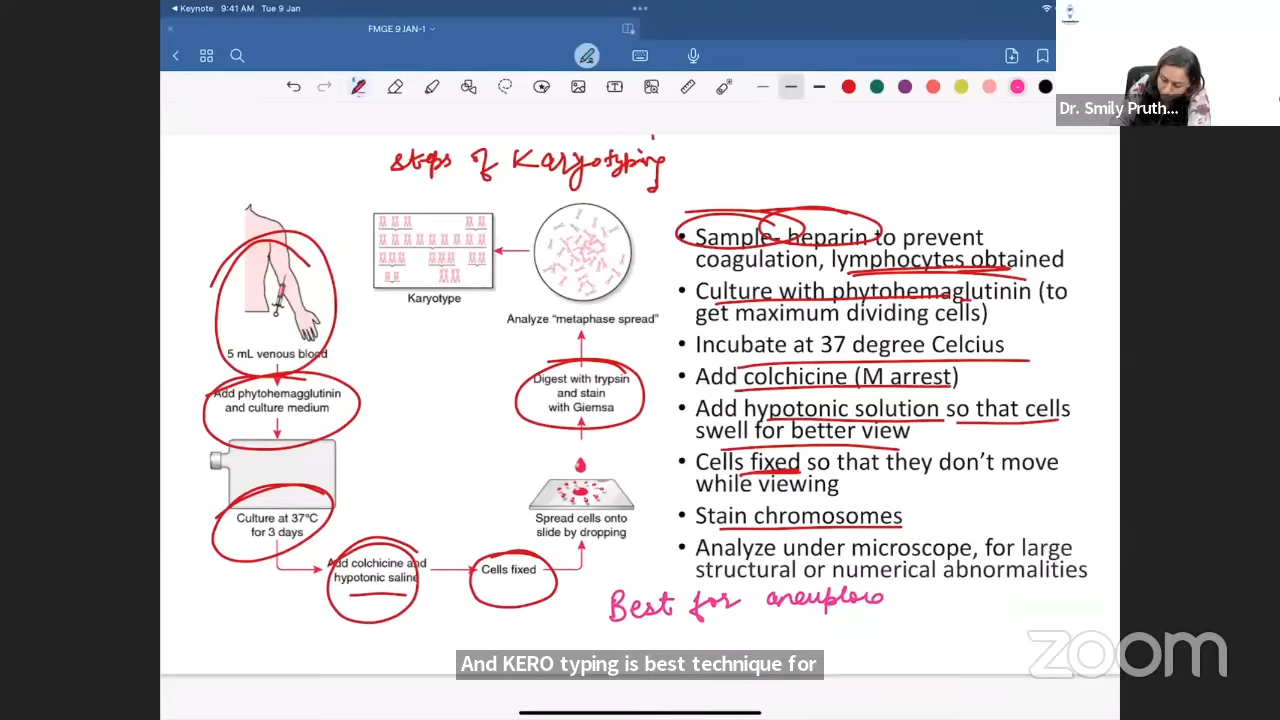 Keynote 9:41 AM Tue 9 Jan
FMGE 9 JAN-1
Dr. Smily Pruth...
steps of Karyotyping
Karyotype
Analyze “metaphase spread”
5 mL venous blood
Add phytohemagglutinin
and culture medium
Culture at 37°C
for 3 days
Add colchicine and
hypotonic saline
Cells fixed
Spread cells onto
slide by dropping
Digest with trypsin
and stain
with Giemsa
• Sample- heparin to prevent
coagulation, lymphocytes obtained
• Culture with phytohemaglutinin (to
get maximum dividing cells)
• Incubate at 37 degree Celcius
• Add colchicine (M arrest)
• Add hypotonic solution so that cells
swell for better view
• Cells fixed so that they don’t move
while viewing
• Stain chromosomes
• Analyze under microscope, for large
structural or numerical abnormalities
Best for aneuploi
And KERO typing is best technique for
zoom